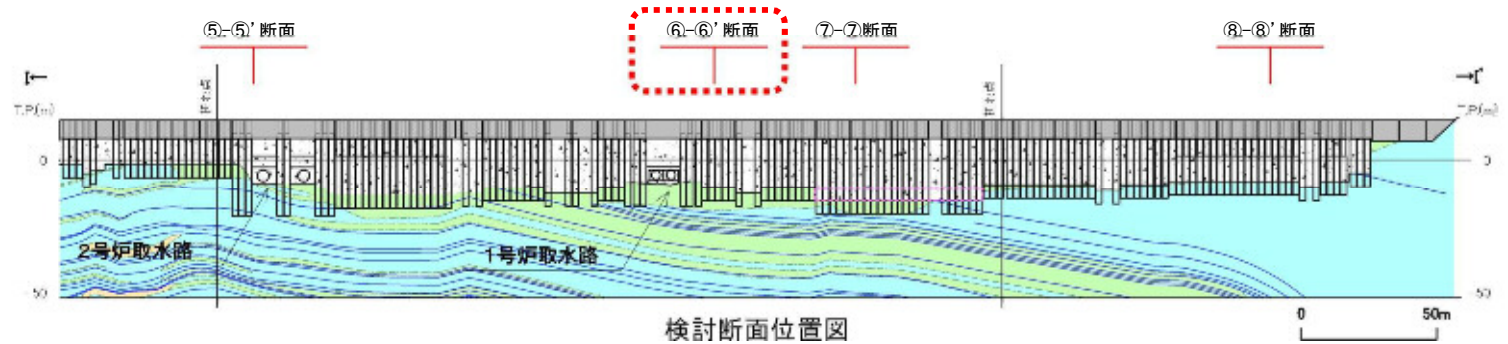 ⑤-⑤’断面
⑥-⑥’断面
⑦-⑦断面
⑧-⑧’断面
I←
→I'
T.P.(m)
T.P.(m)
0
0
2号炉取水路
1号炉取水路
-50
-50
検討断面位置図
0
50m